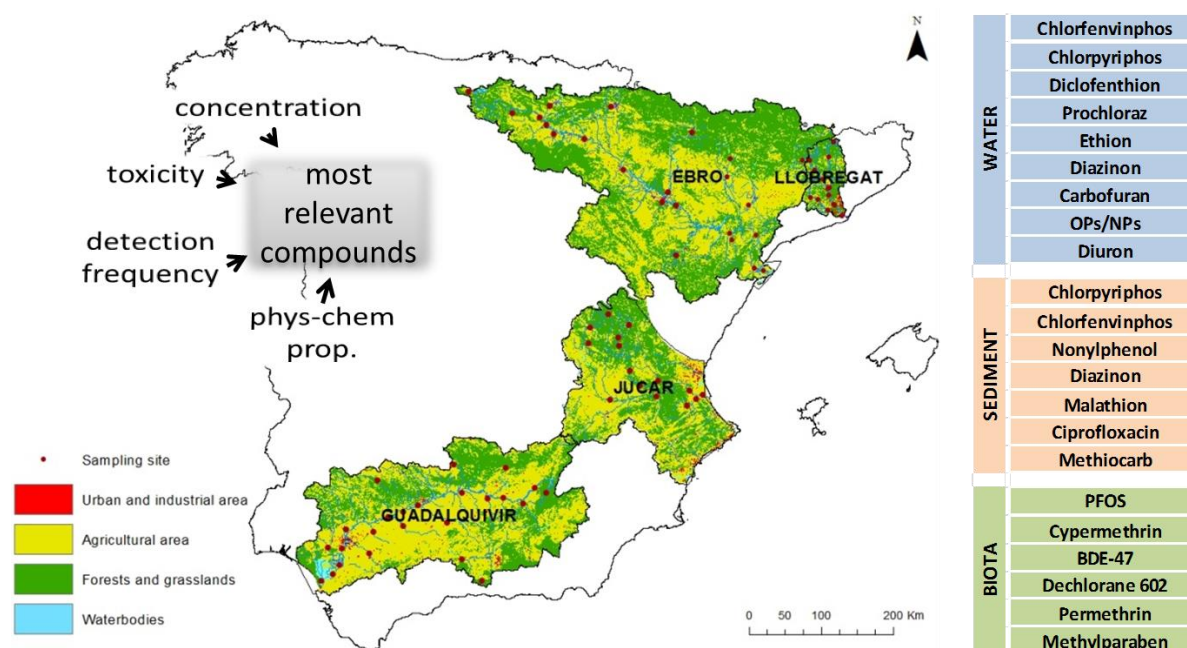 N
concentration
toxicity
most
relevant
compounds
detection
frequency
phys-chem
prop.
EBRO
LLOBREGAT
JUCAR
GUADALQUIVIR
Sampling site
Urban and industrial area
Agricultural area
Forests and grasslands
Waterbodies
0 50 100 200 Km
WATER
Chlorfenvinphos
Chlorpyriphos
Diclofenthion
Prochloraz
Ethion
Diazinon
Carbofuran
OPs/NPs
Diuron
SEDIMENT
Chlorpyriphos
Chlorfenvinphos
Nonylphenol
Diazinon
Malathion
Ciprofloxacin
Methiocarb
BIOTA
PFOS
Cypermethrin
BDE-47
Dechlorane 602
Permethrin
Methylparaben